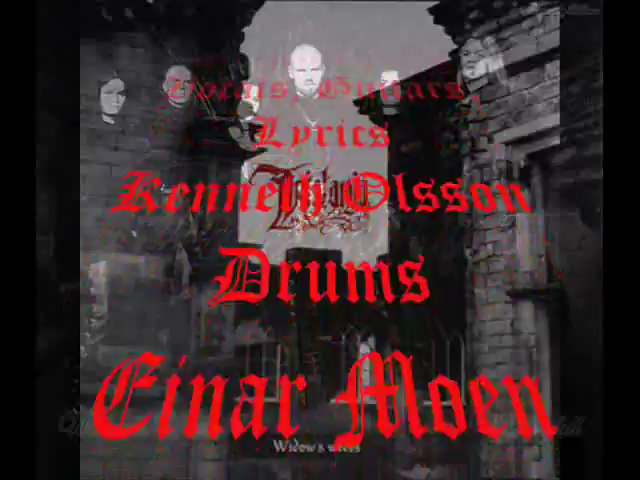 Vocals, Guitars,
Lyrics
Kenneth Olsson
Drums
Einar Moen
Widow's weeds